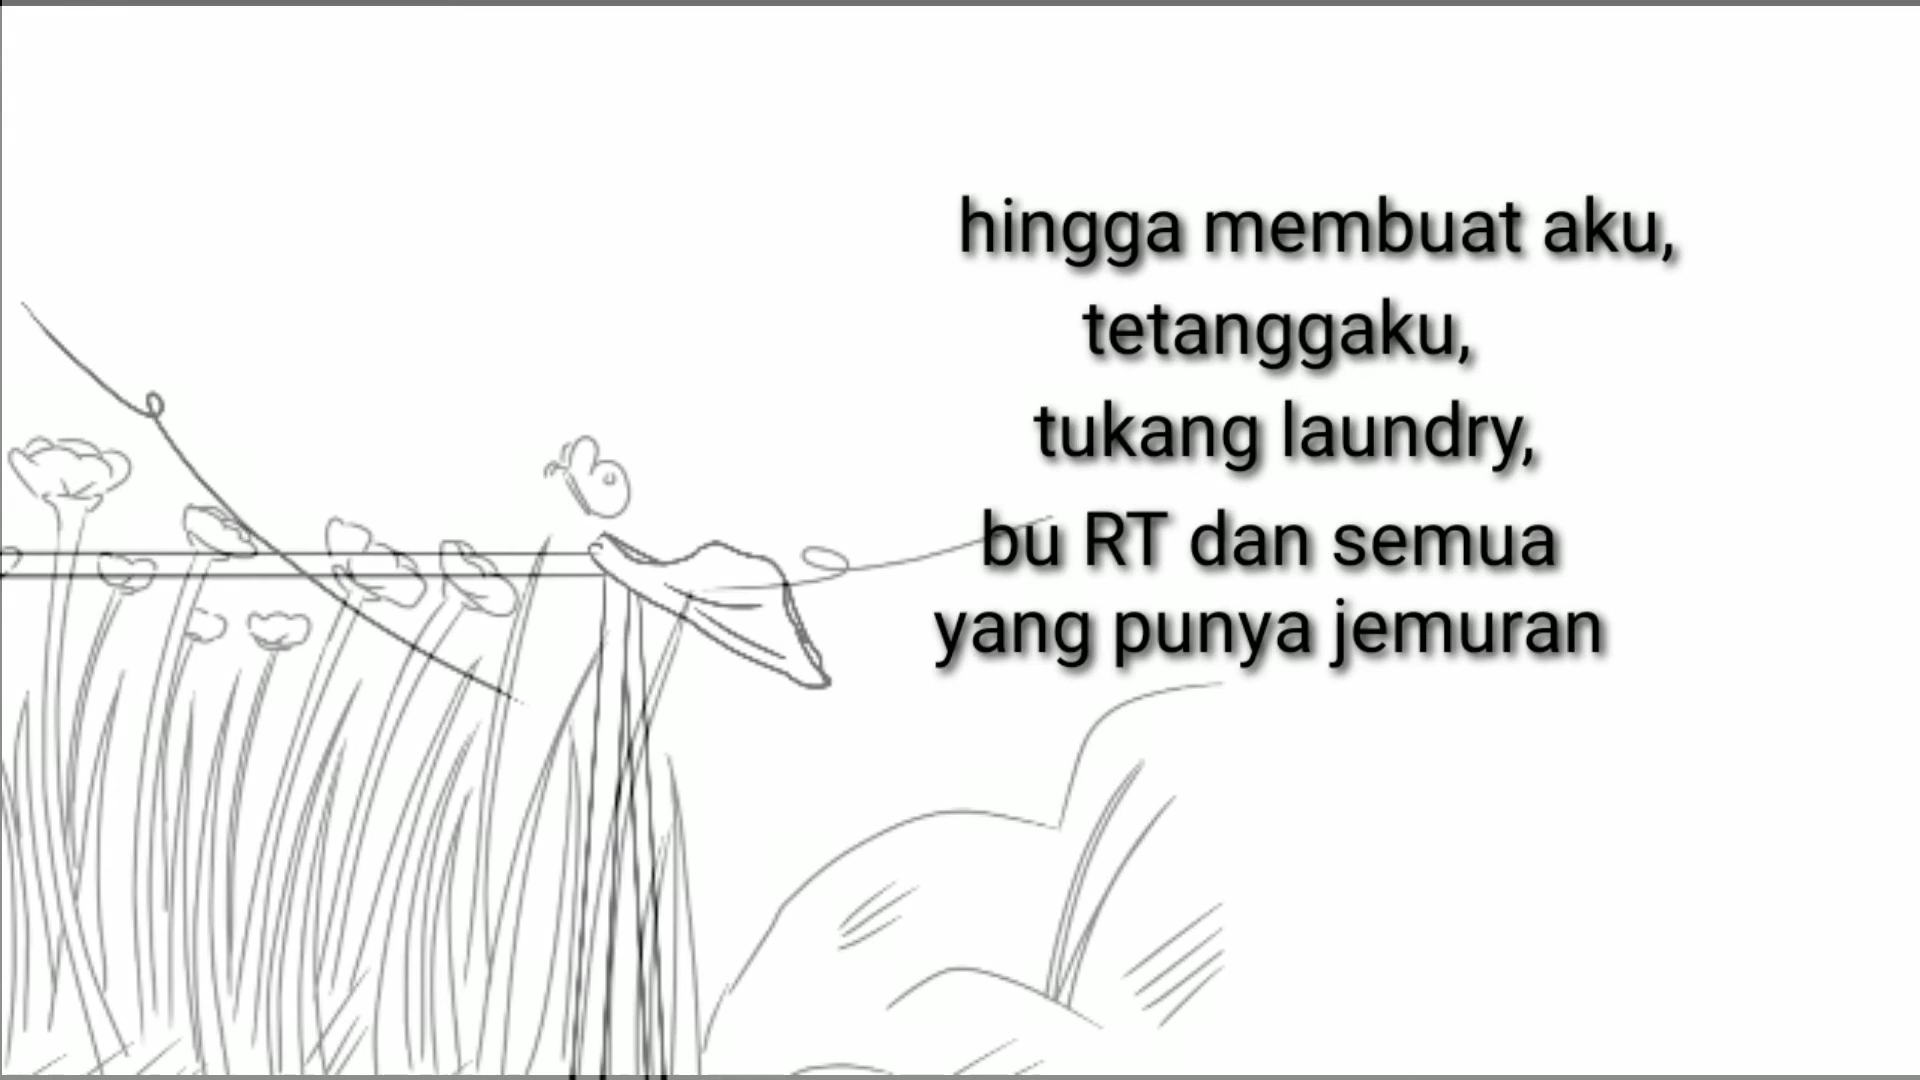 hingga membuat aku,
tetanggaku,
tukang laundry,
bu RT dan semua
yang punya jemuran